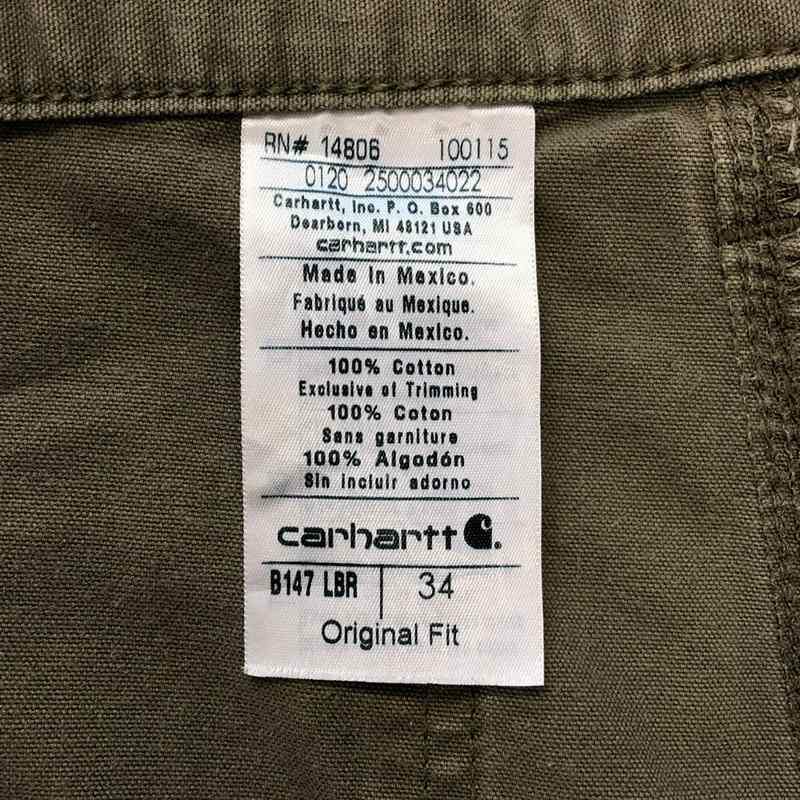 RN# 14806 100115
0120 2500034022
Carhartt, Inc. P. O. Box 600
Dearborn, MI 48121 USA
carhartt.com
Made In Mexico.
Fabriqué au Mexique.
Hecho en Mexico.
100% Cotton
Exclusive of Trimming
100% Coton
Sans garniture
100% Algodón
Sin incluir adorno
carhartt
B147 LBR 34
Original Fit